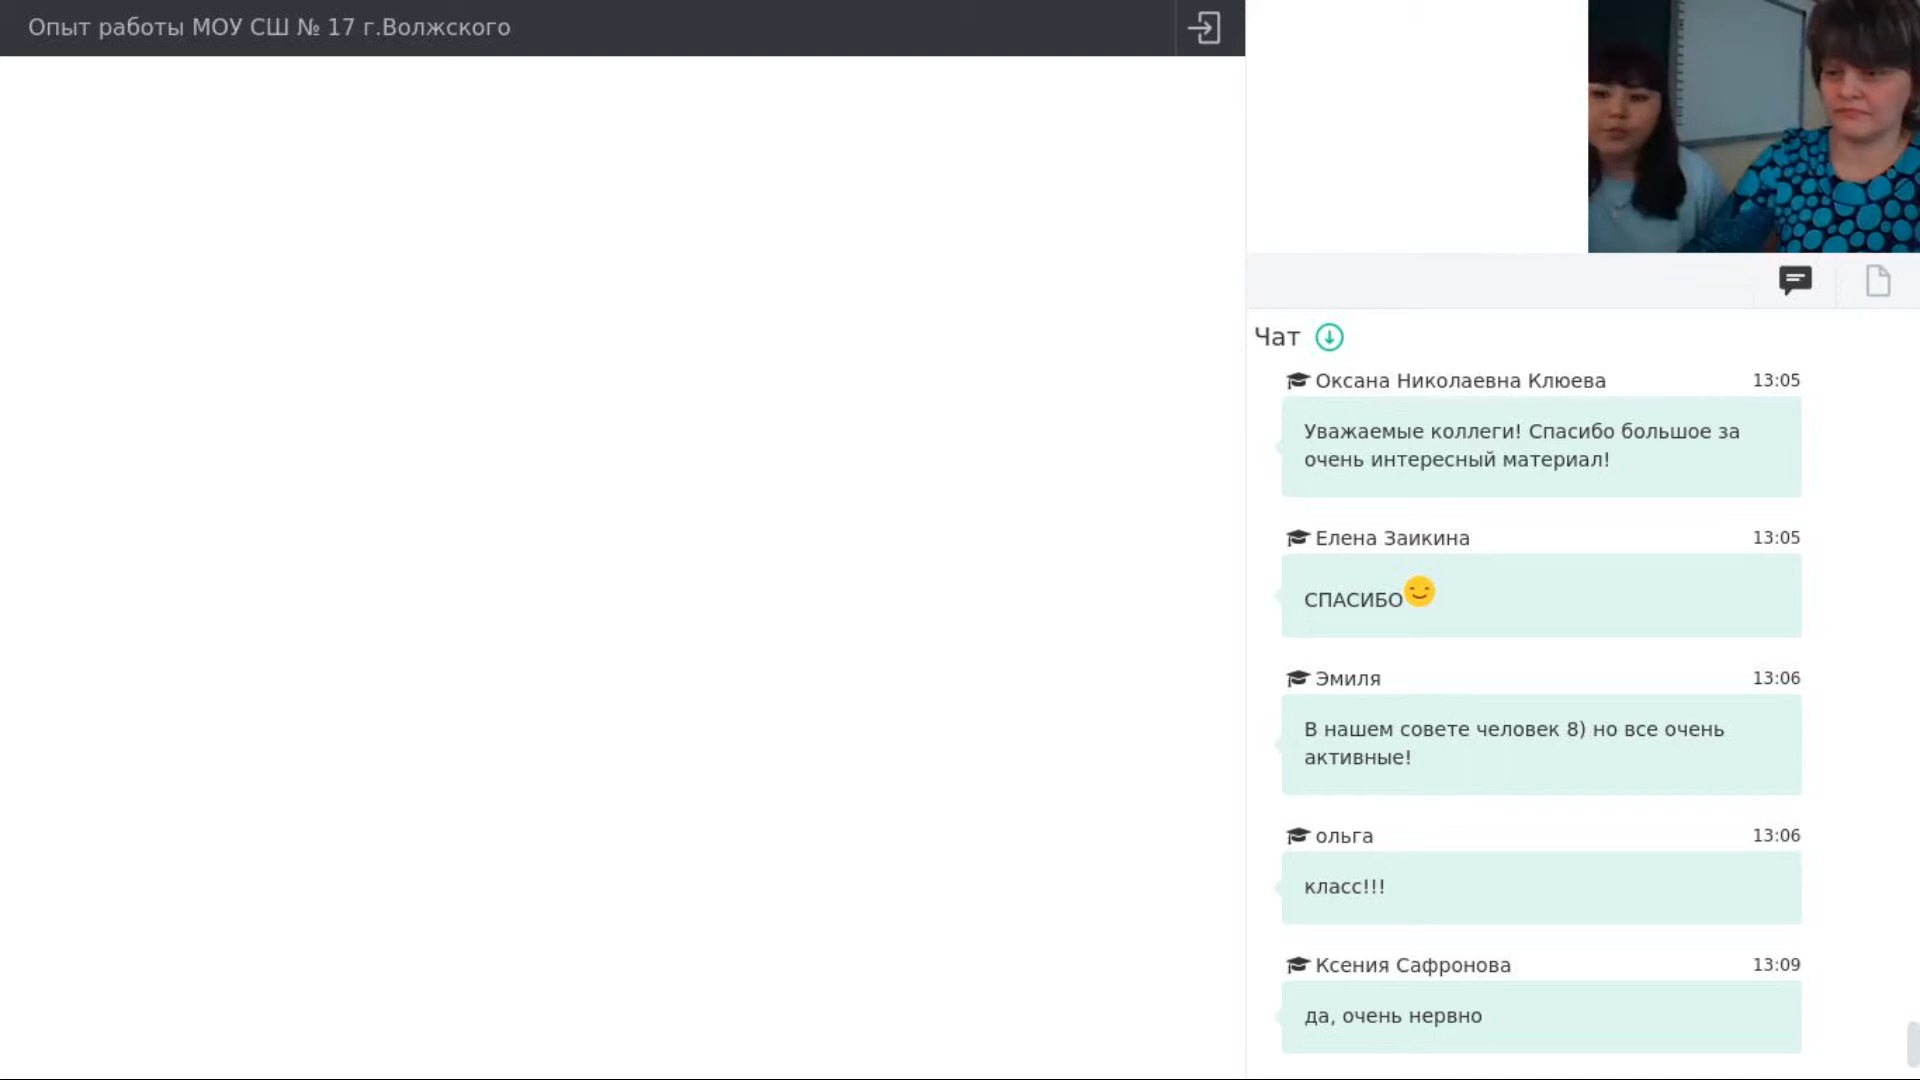 Опыт работы МОУ СШ № 17 г.Волжского
Чат
Оксана Николаевна Клюева 13:05
Уважаемые коллеги! Спасибо большое за
очень интересный материал!
Елена Заикина 13:05
СПАСИБО
Эмиля 13:06
В нашем совете человек 8) но все очень
активные!
ольга 13:06
класс!!!
Ксения Сафронова 13:09
да, очень нервно